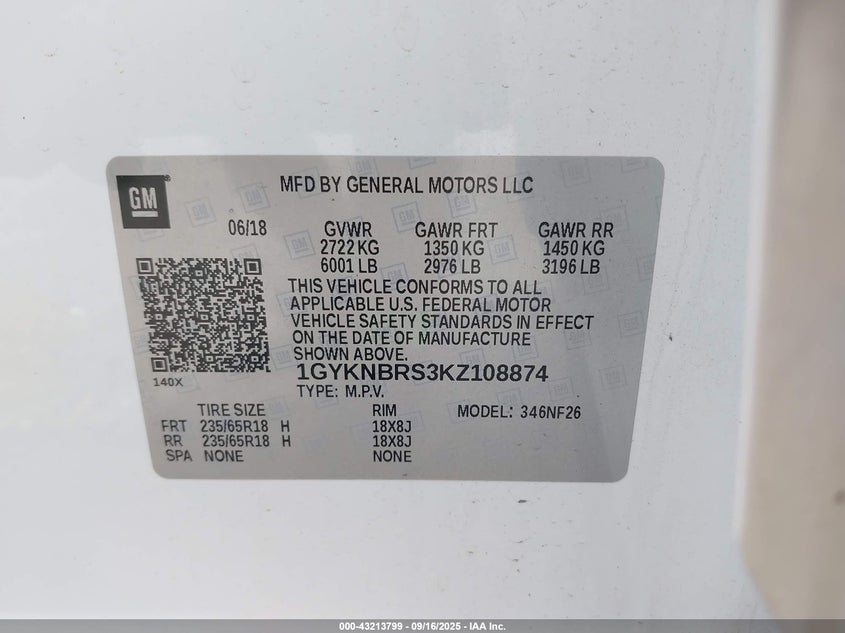 GM
MFD BY GENERAL MOTORS LLC
06/18 GVWR GAWR FRT GAWR RR
2722 KG 1350 KG 1450 KG
6001 LB 2976 LB 3196 LB
THIS VEHICLE CONFORMS TO ALL
APPLICABLE U.S. FEDERAL MOTOR
VEHICLE SAFETY STANDARDS IN EFFECT
ON THE DATE OF MANUFACTURE
SHOWN ABOVE.
1GYKNBRS3KZ108874
140X
TYPE: M.P.V.
TIRE SIZE RIM MODEL: 346NF26
FRT 235/65R18 H 18X8J
RR 235/65R18 H 18X8J
SPA NONE NONE
000-43213799 - 09/16/2025 - IAA Inc.